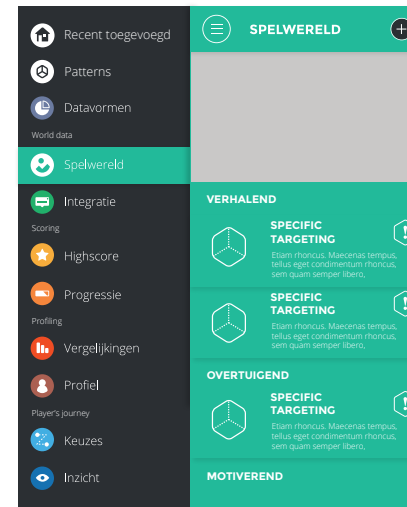 Recent toegevoegd
Patterns
Datavormen
World data
Spelwereld
Integratie
Scoring
Highscore
Progressie
Profiling
Vergelijkingen
Profiel
Player's journey
Keuzes
Inzicht
SPELWERELD
VERHALEND
SPECIFIC
TARGETING
Etiam rhoncus. Maecenas tempus,
tellus eget condimentum rhoncus,
sem quam semper libero,
SPECIFIC
TARGETING
Etiam rhoncus. Maecenas tempus,
tellus eget condimentum rhoncus,
sem quam semper libero,
OVERTUIGEND
SPECIFIC
TARGETING
Etiam rhoncus. Maecenas tempus,
tellus eget condimentum rhoncus,
sem quam semper libero,
MOTIVEREND